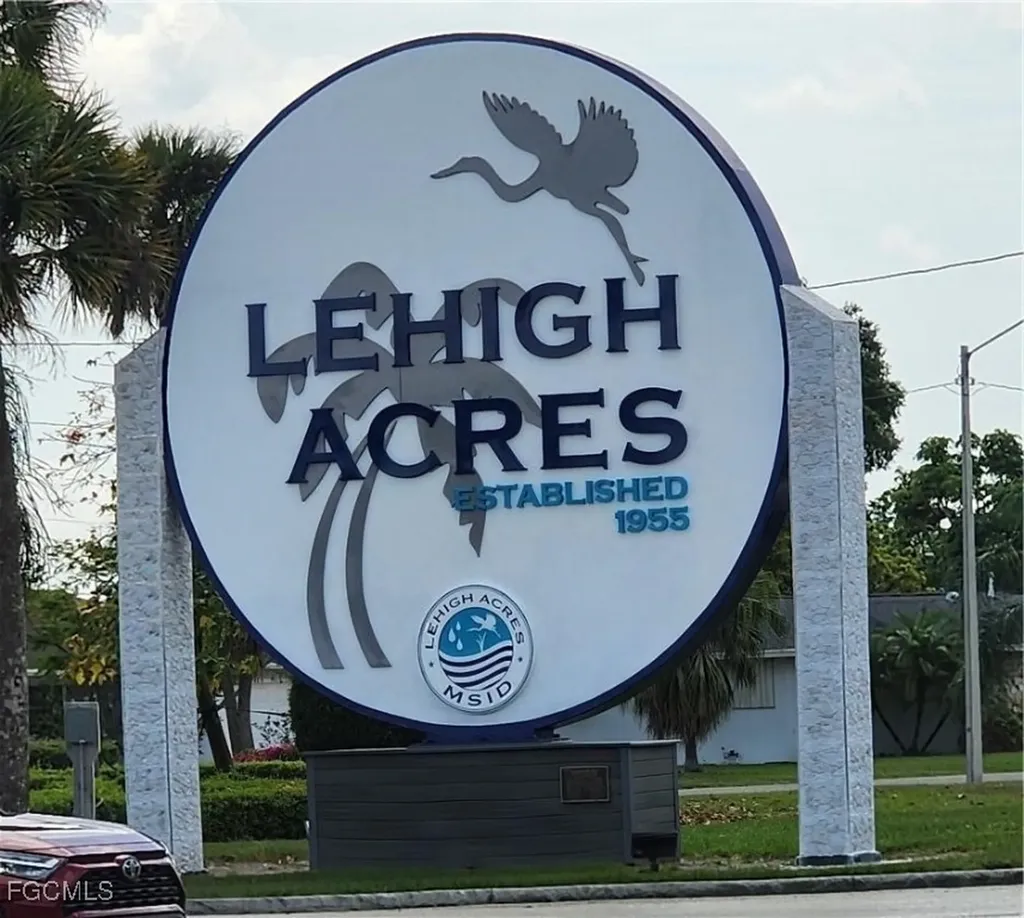 LEHIGH
ACRES
ESTABLISHED
1955
LEHIGH ACRES
MSID
FGCMLS